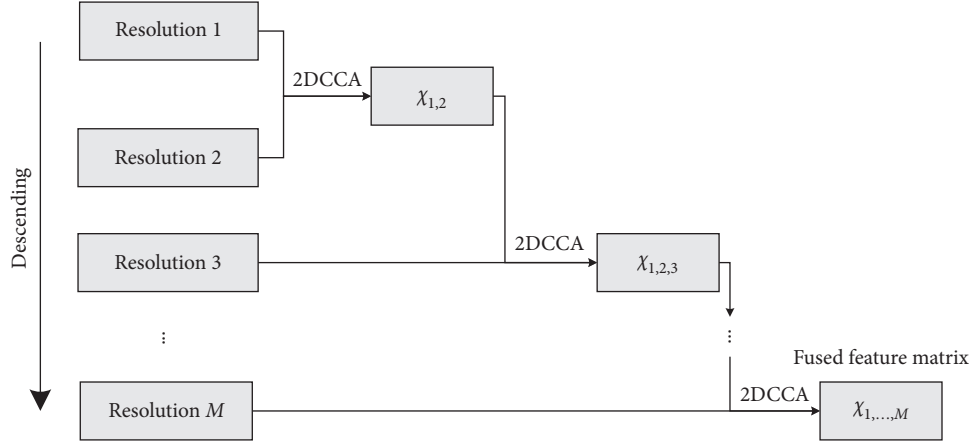 Resolution 1
2DCCA
χ1,2
Resolution 2
Descending
2DCCA
Resolution 3
χ1,2,3
⋮
⋮
Fused feature matrix
2DCCA
Resolution M
χ1,...,M